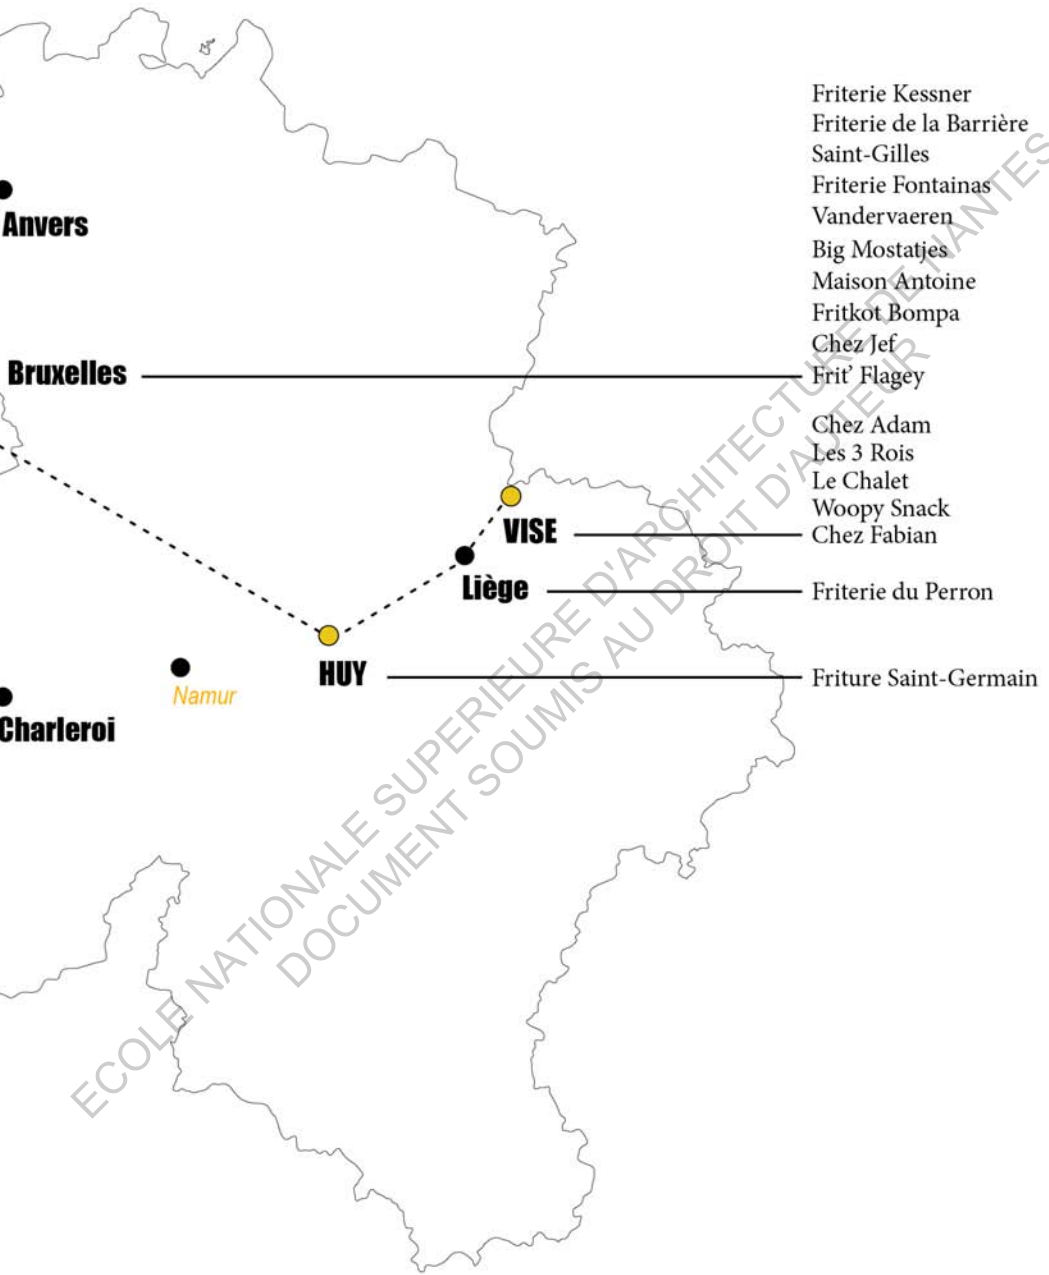 Friterie Kessner
Friterie de la Barrière
Saint-Gilles
Friterie Fontainas
Vandervaeren
Big Mostatjes
Maison Antoine
Fritkot Bompa
Chez Jef
Frit' Flagey
Anvers
Bruxelles
Chez Adam
Les 3 Rois
Le Chalet
Woopy Snack
Chez Fabian
VISE
Liège
Friterie du Perron
HUY
Friture Saint-Germain
Namur
Charleroi
ECOLE NATIONALE SUPERIEURE D'ARCHITECTURE DE NANTES
DOCUMENT SOUMIS AU DROIT D'AUTEUR